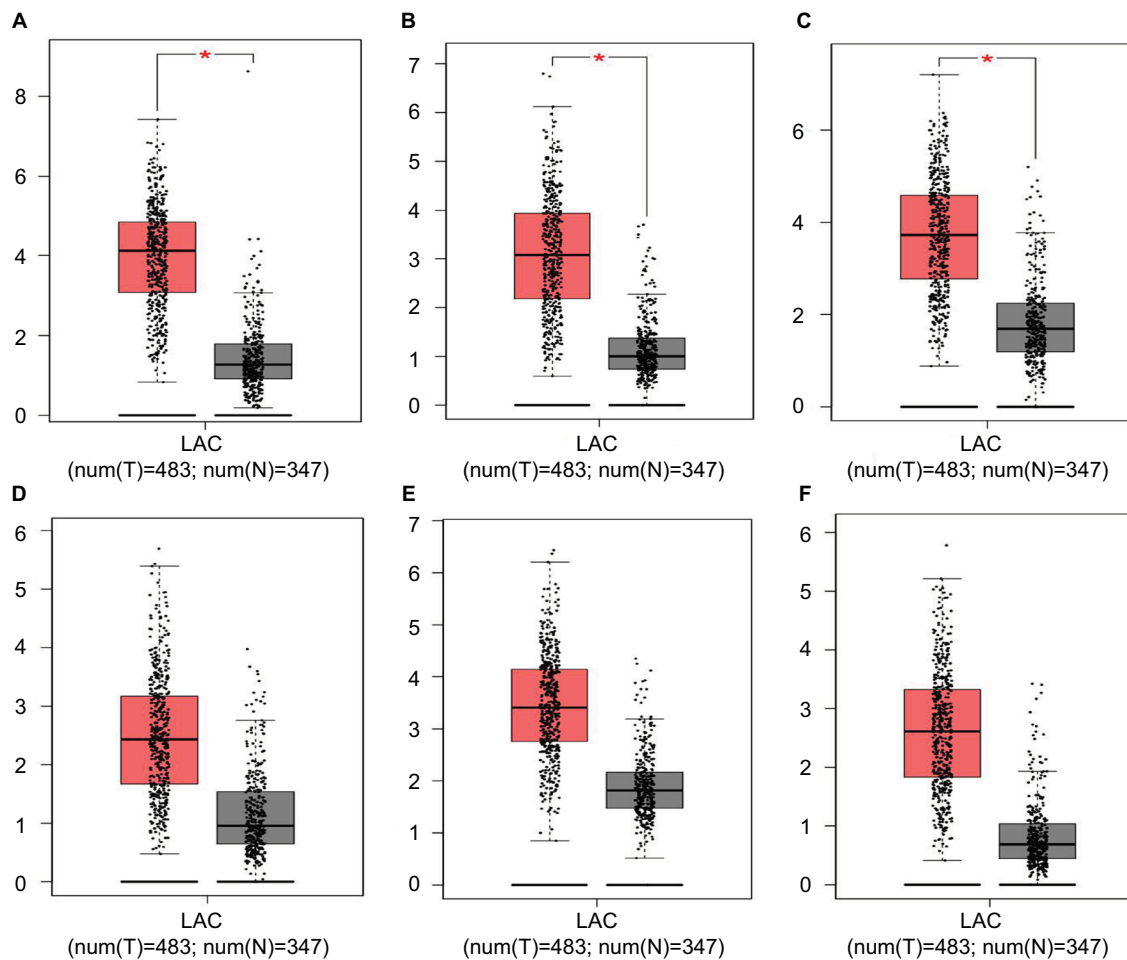 A
B
C
8
6
4
2
0
*
7
6
5
4
3
2
1
0
*
6
4
2
0
*
LAC
(num(T)=483; num(N)=347)
LAC
(num(T)=483; num(N)=347)
LAC
(num(T)=483; num(N)=347)
D
E
F
6
5
4
3
2
1
0
7
6
5
4
3
2
1
0
6
5
4
3
2
1
0
LAC
(num(T)=483; num(N)=347)
LAC
(num(T)=483; num(N)=347)
LAC
(num(T)=483; num(N)=347)